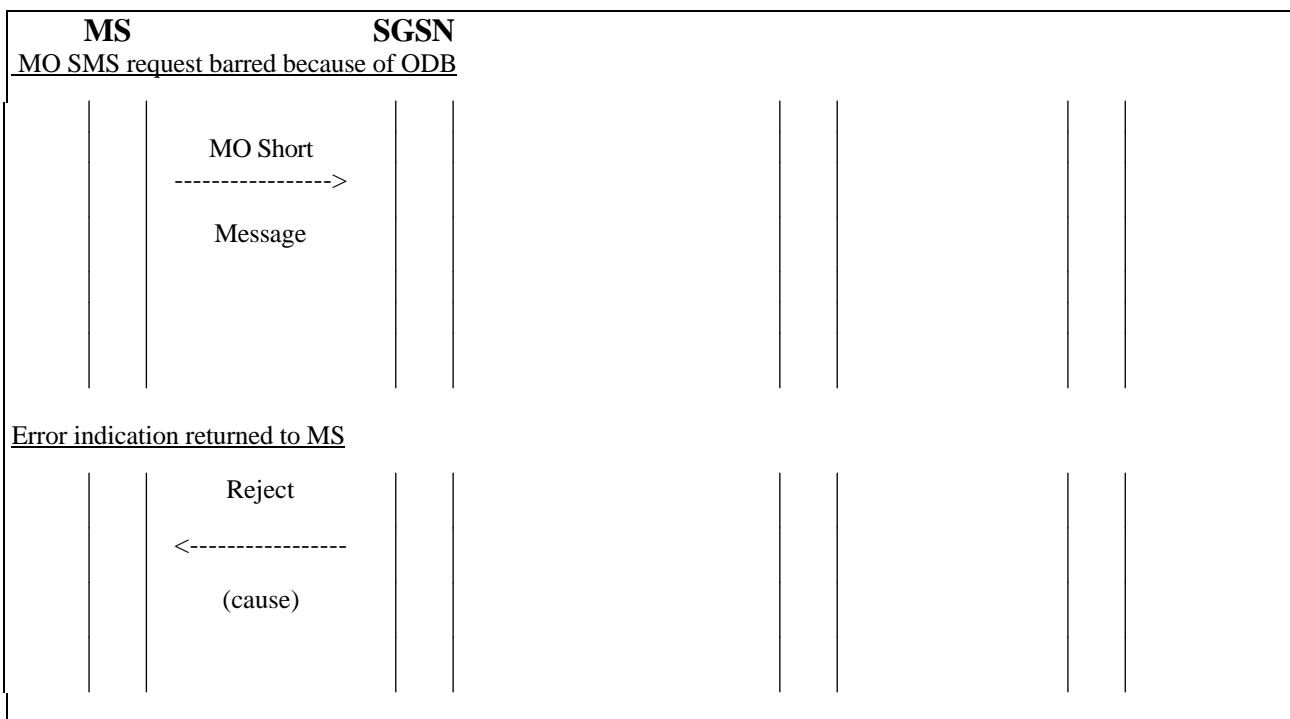 MS SGSN
MO SMS request barred because of ODB
MO Short
----------------->
Message
Error indication returned to MS
Reject
<-----------------
(cause)